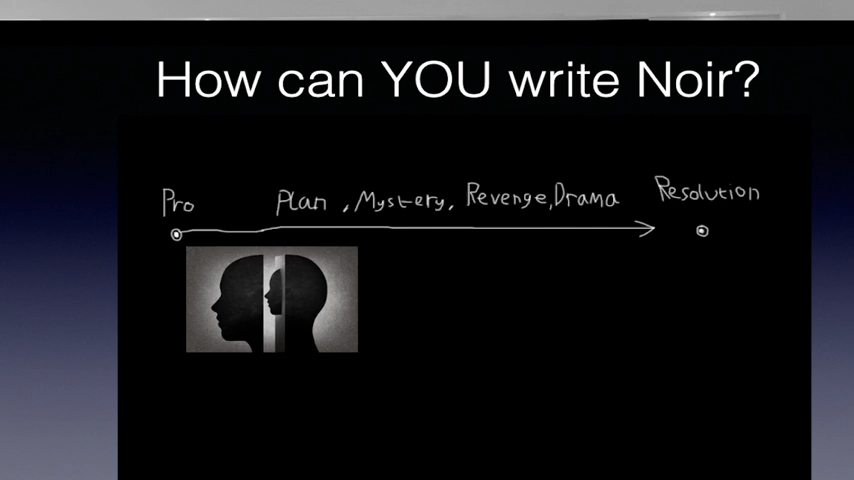 How can YOU write Noir?
Pro Plan , Mystery, Revenge, Drama Resolution